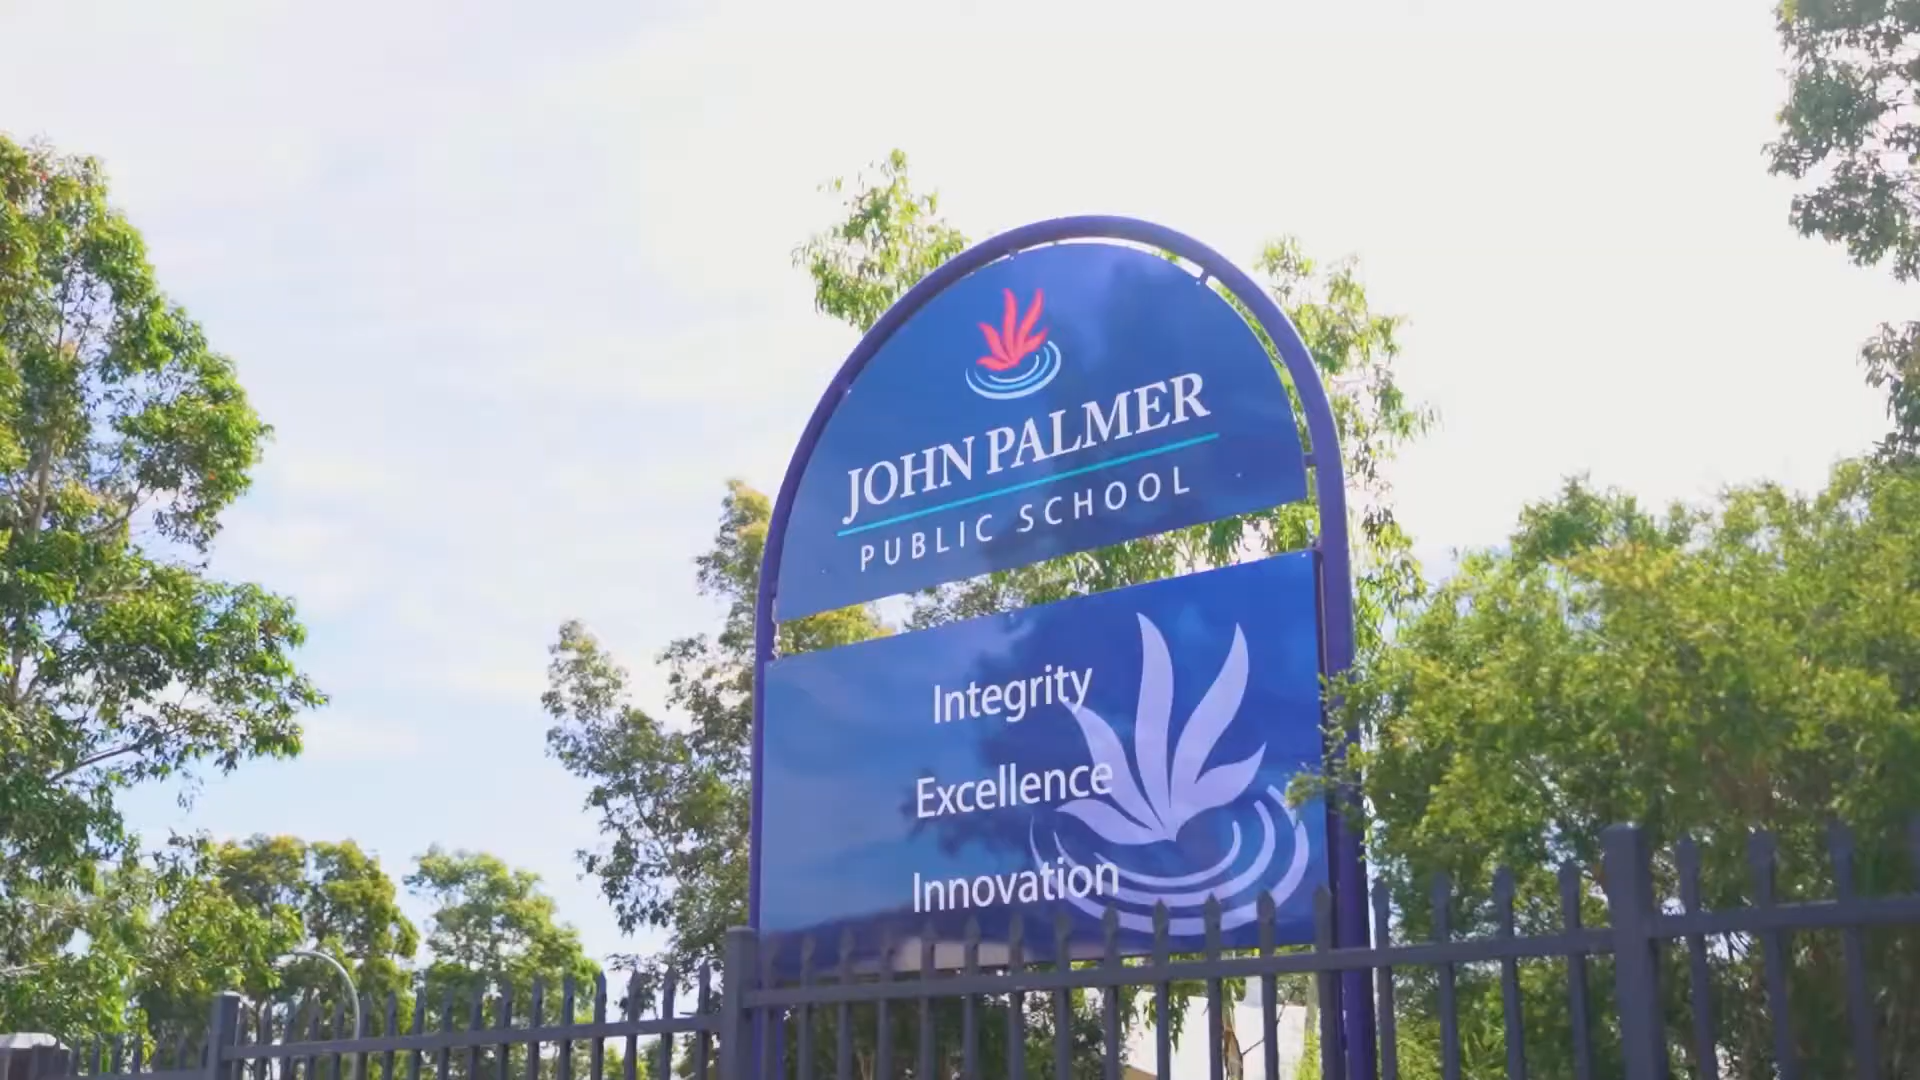 JOHN PALMER
PUBLIC SCHOOL
Integrity
Excellence
Innovation